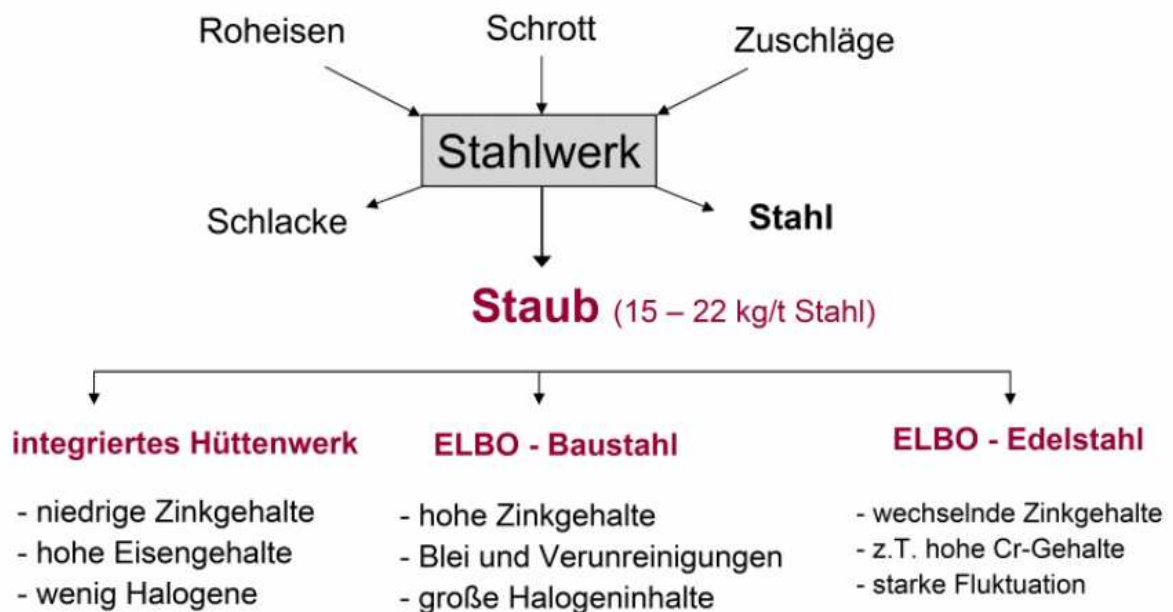 Roheisen
Schrott
Zuschläge
Stahlwerk
Schlacke
Stahl
Staub (15 – 22 kg/t Stahl)
integriertes Hüttenwerk
- niedrige Zinkgehalte
- hohe Eisengehalte
- wenig Halogene
ELBO - Baustahl
- hohe Zinkgehalte
- Blei und Verunreinigungen
- große Halogeninhalte
ELBO - Edelstahl
- wechselnde Zinkgehalte
- z.T. hohe Cr-Gehalte
- starke Fluktuation